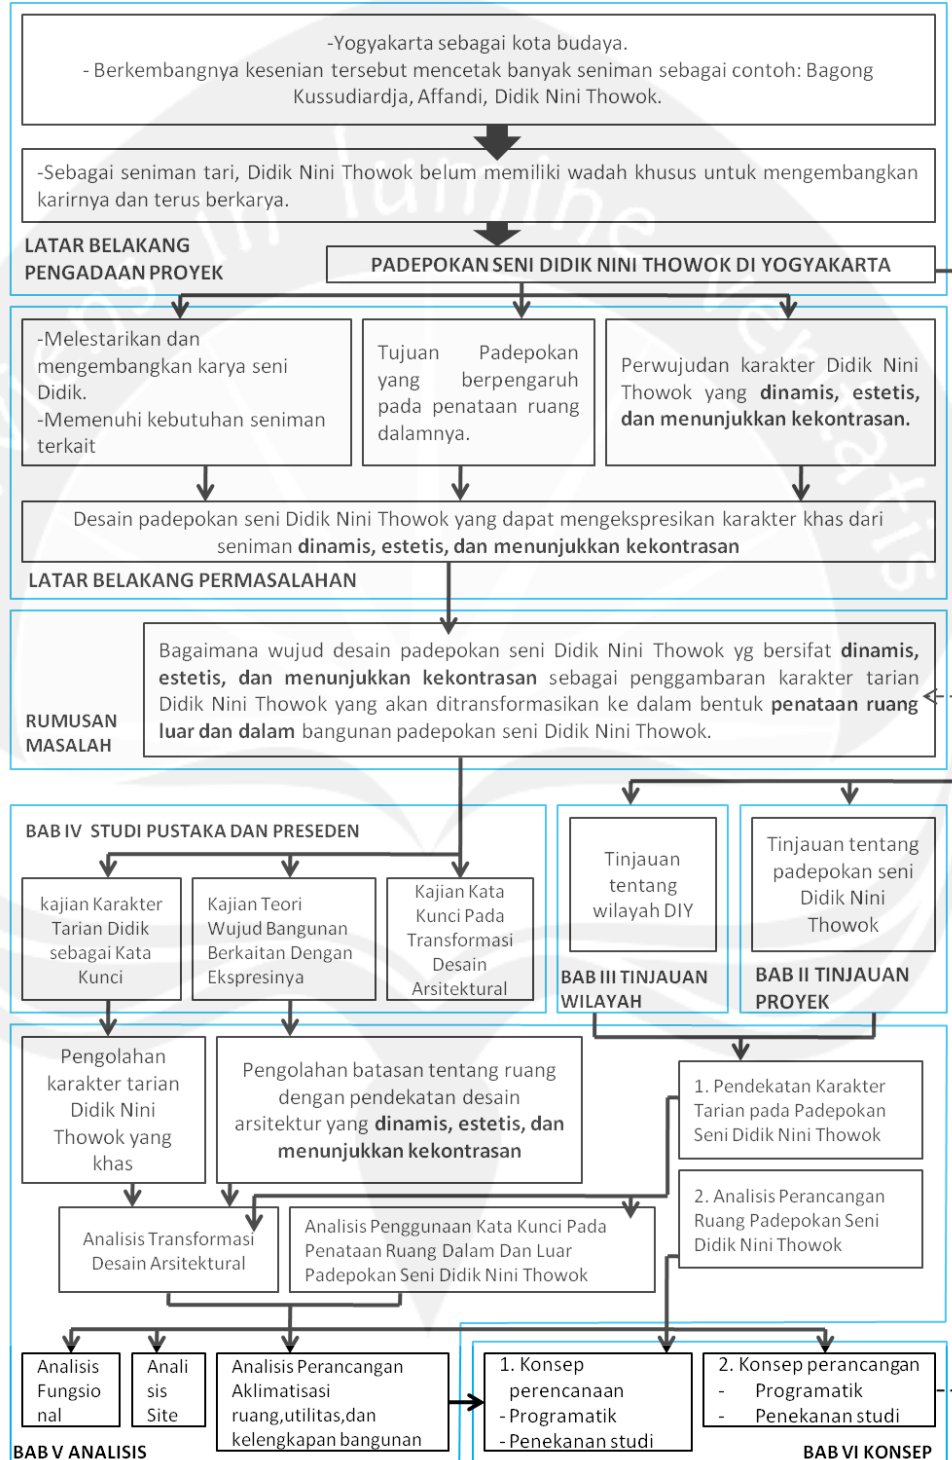 -Yogyakarta sebagai kota budaya.
- Berkembangnya kesenian tersebut mencetak banyak seniman sebagai contoh: Bagong
Kussudiardja, Affandi, Didik Nini Thowok.
-Sebagai seniman tari, Didik Nini Thowok belum memiliki wadah khusus untuk mengembangkan
karirnya dan terus berkarya.
LATAR BELAKANG
PENGADAAN PROYEK
PADEPOKAN SENI DIDIK NINI THOWOK DI YOGYAKARTA
-Melestarikan dan
mengembangkan karya seni
Didik.
-Memenuhi kebutuhan seniman
terkait
Tujuan Padepokan
yang berpengaruh
pada penataan ruang
dalamnya.
Perwujudan karakter Didik Nini
Thowok yang dinamis, estetis,
dan menunjukkan kekontrasan.
Desain padepokan seni Didik Nini Thowok yang dapat mengekspresikan karakter khas dari
seniman dinamis, estetis, dan menunjukkan kekontrasan
LATAR BELAKANG PERMASALAHAN
Bagaimana wujud desain padepokan seni Didik Nini Thowok yg bersifat dinamis,
estetis, dan menunjukkan kekontrasan sebagai penggambaran karakter tarian
Didik Nini Thowok yang akan ditransformasikan ke dalam bentuk penataan ruang
luar dan dalam bangunan padepokan seni Didik Nini Thowok.
RUMUSAN
MASALAH
BAB IV STUDI PUSTAKA DAN PRESEDEN
kajian Karakter
Tarian Didik
sebagai Kata
Kunci
Kajian Teori
Wujud Bangunan
Berkaitan Dengan
Ekspresinya
Kajian Kata
Kunci Pada
Transformasi
Desain
Arsitektural
Tinjauan
tentang
wilayah DIY
BAB III TINJAUAN
WILAYAH
Tinjauan tentang
padepokan seni
Didik Nini
Thowok
BAB II TINJAUAN
PROYEK
Pengolahan
karakter tarian
Didik Nini
Thowok yang
khas
Pengolahan batasan tentang ruang
dengan pendekatan desain
arsitektur yang dinamis, estetis, dan
menunjukkan kekontrasan
1. Pendekatan Karakter
Tarian pada Padepokan
Seni Didik Nini Thowok
2. Analisis Perancangan
Ruang Padepokan Seni
Didik Nini Thowok
Analisis Transformasi
Desain Arsitektural
Analisis Penggunaan Kata Kunci Pada
Penataan Ruang Dalam Dan Luar
Padepokan Seni Didik Nini Thowok
Analisis
Fungsio
nal
Anali
sis
Site
Analisis Perancangan
Aklimatisasi
ruang,utilitas,dan
kelengkapan bangunan
BAB V ANALISIS
1. Konsep
perencanaan
- Programatik
- Penekanan studi
2. Konsep perancangan
- Programatik
- Penekanan studi
BAB VI KONSEP
in lumine veritatis